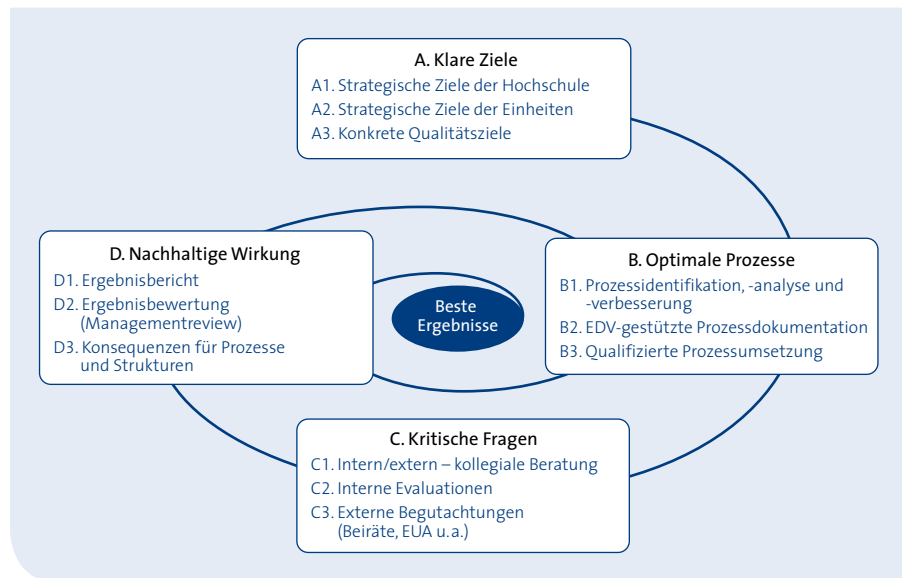 A. Klare Ziele
A1. Strategische Ziele der Hochschule
A2. Strategische Ziele der Einheiten
A3. Konkrete Qualitätsziele
D. Nachhaltige Wirkung
D1. Ergebnisbericht
D2. Ergebnisbewertung
(Managementreview)
D3. Konsequenzen für Prozesse
und Strukturen
Beste
Ergebnisse
B. Optimale Prozesse
B1. Prozessidentifikation, -analyse und
-verbesserung
B2. EDV-gestützte Prozessdokumentation
B3. Qualifizierte Prozessumsetzung
C. Kritische Fragen
C1. Intern/extern – kollegiale Beratung
C2. Interne Evaluationen
C3. Externe Begutachtungen
(Beiräte, EUA u.a.)